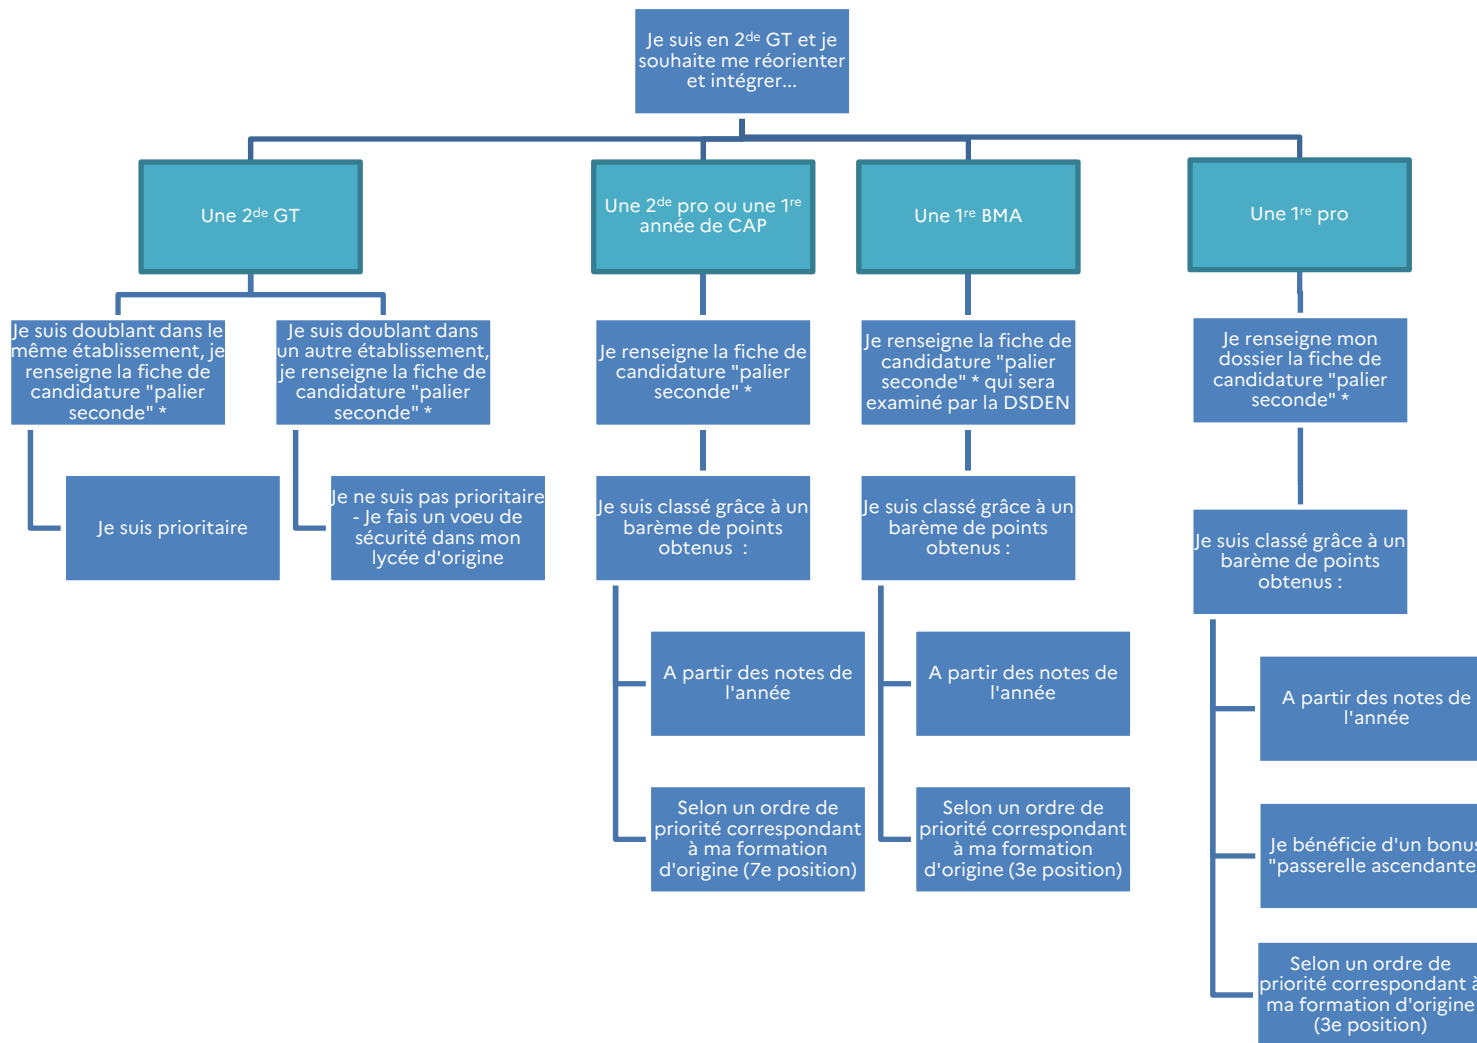 Je suis en 2de GT et je
souhaite me réorienter
et intégrer...
Une 2de GT
Une 2de pro ou une 1re
année de CAP
Une 1re BMA
Une 1re pro
Je suis doublant dans le
même établissement, je
renseigne la fiche de
candidature "palier
seconde" *
Je suis doublant dans
un autre établissement,
je renseigne la fiche de
candidature "palier
seconde" *
Je renseigne la fiche de
candidature "palier
seconde" *
Je renseigne la fiche de
candidature "palier
seconde" * qui sera
examiné par la DSDEN
Je renseigne mon
dossier la fiche de
candidature "palier
seconde" *
Je suis prioritaire
Je ne suis pas prioritaire
- Je fais un voeu de
sécurité dans mon
lycée d'origine
Je suis classé grâce à un
barème de points
obtenus :
Je suis classé grâce à un
barème de points
obtenus :
Je suis classé grâce à un
barème de points
obtenus :
A partir des notes de
l'année
A partir des notes de
l'année
A partir des notes de
l'année
Selon un ordre de
priorité correspondant
à ma formation
d'origine (7e position)
Selon un ordre de
priorité correspondant
à ma formation
d'origine (3e position)
Je bénéficie d'un bonus
"passerelle ascendante
Selon un ordre de
priorité correspondant à
ma formation d'origine
(3e position)